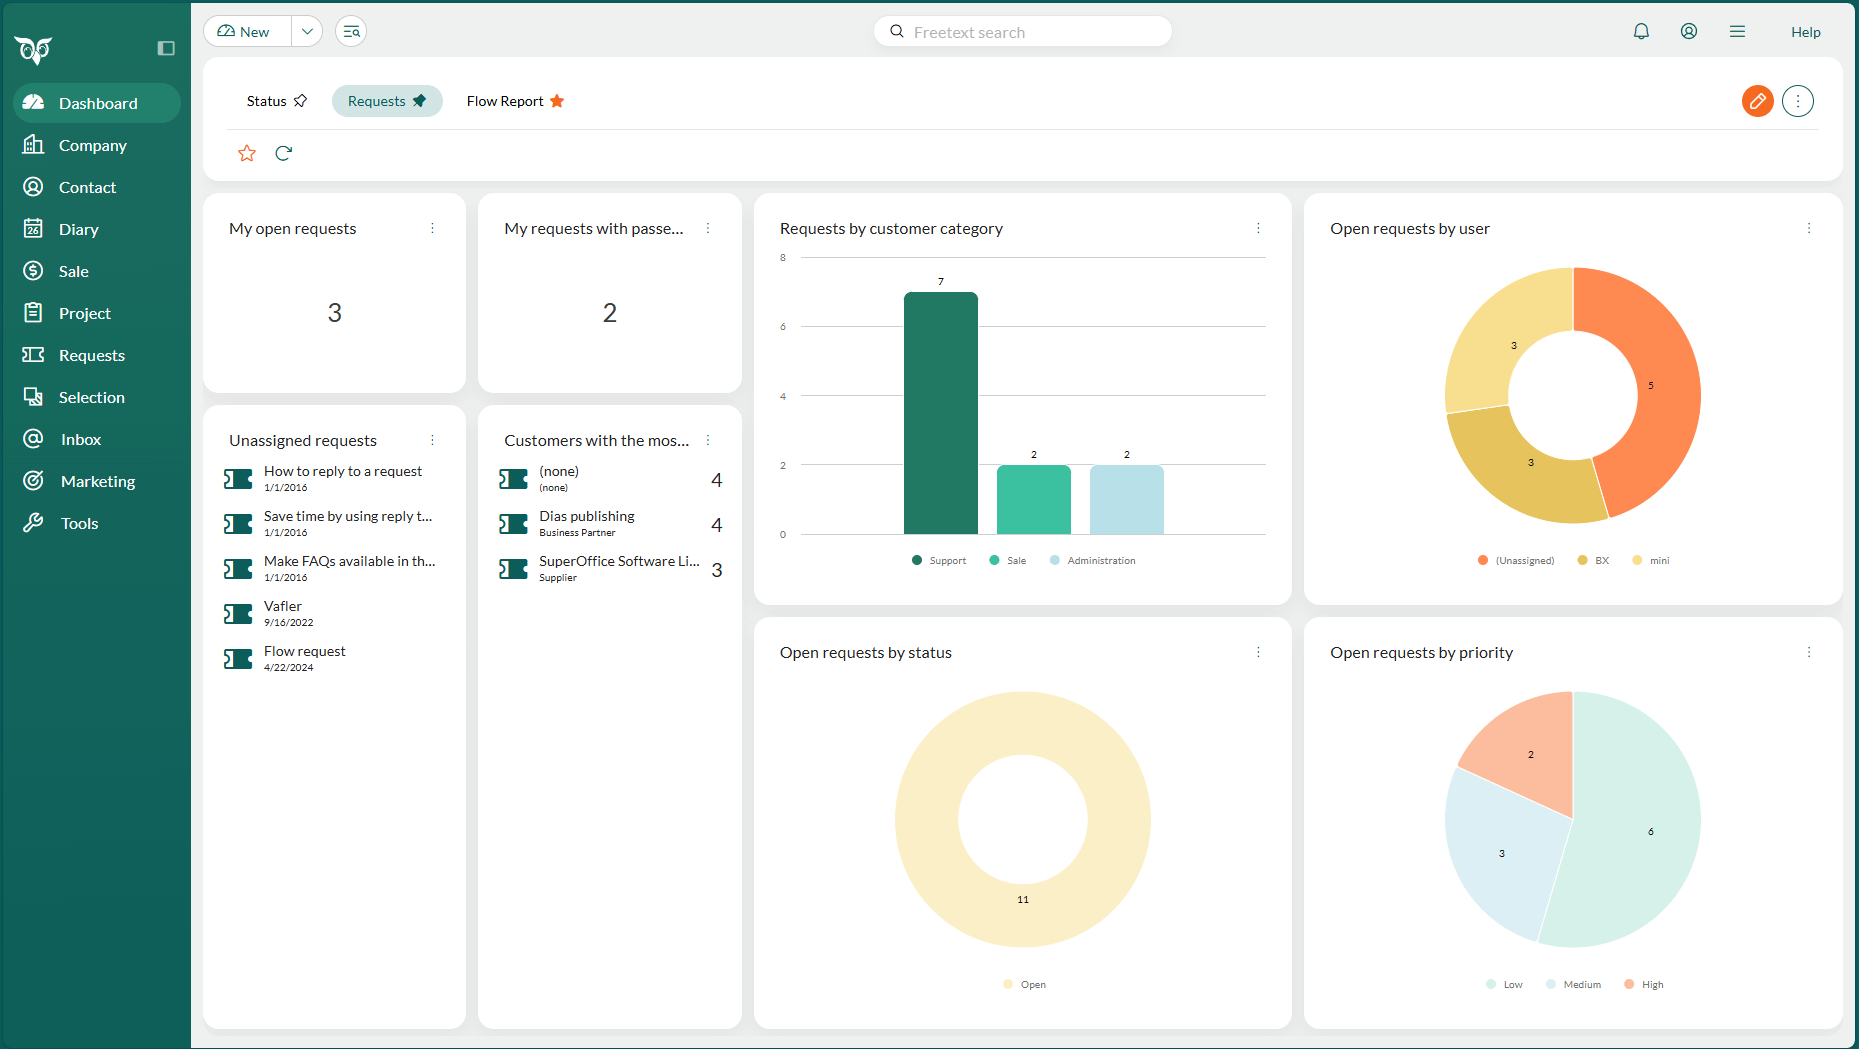 New
Freetext search
Help
Dashboard
Company
Contact
26
Diary
Sale
Project
Requests
Selection
Inbox
Marketing
Tools
Status
Requests
Flow Report
My open requests
3
My requests with passe...
2
Unassigned requests
How to reply to a request
1/1/2016
Save time by using reply t...
1/1/2016
Make FAQs available in th...
1/1/2016
Vafler
9/16/2022
Flow request
4/22/2024
Customers with the mos...
(none)
(none)
4
Dias publishing
Business Partner
4
SuperOffice Software Li...
Supplier
3
Requests by customer category
8
6
4
2
0
7
2
2
Support Sale Administration
Open requests by user
3
5
3
(Unassigned) BX mini
Open requests by status
11
Open
Open requests by priority
2
6
3
Low Medium High